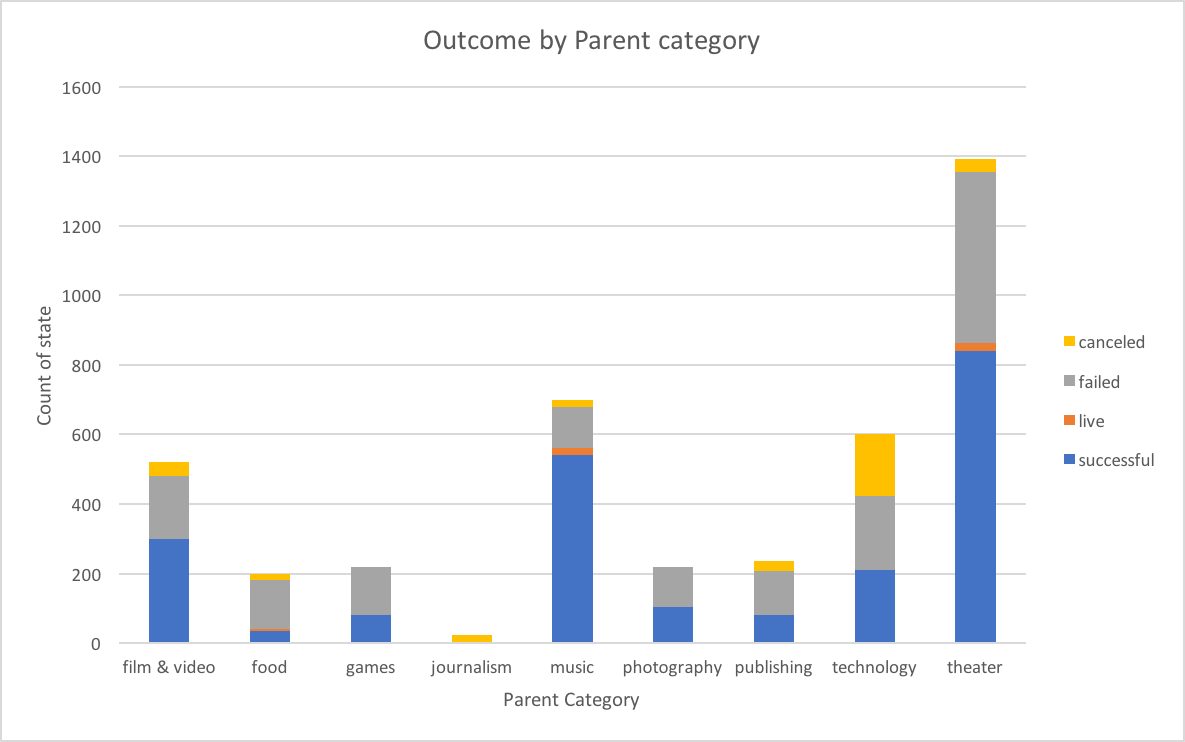 Outcome by Parent category
1600
1400
1200
1000
800
600
400
200
0
Count of state
film & video
food
games
journalism
music
photography
publishing
technology
theater
Parent Category
canceled
failed
live
successful